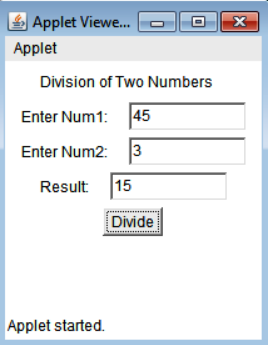 Applet Viewe...
Applet
Division of Two Numbers
Enter Num1: 45
Enter Num2: 3
Result: 15
Divide
Applet started.